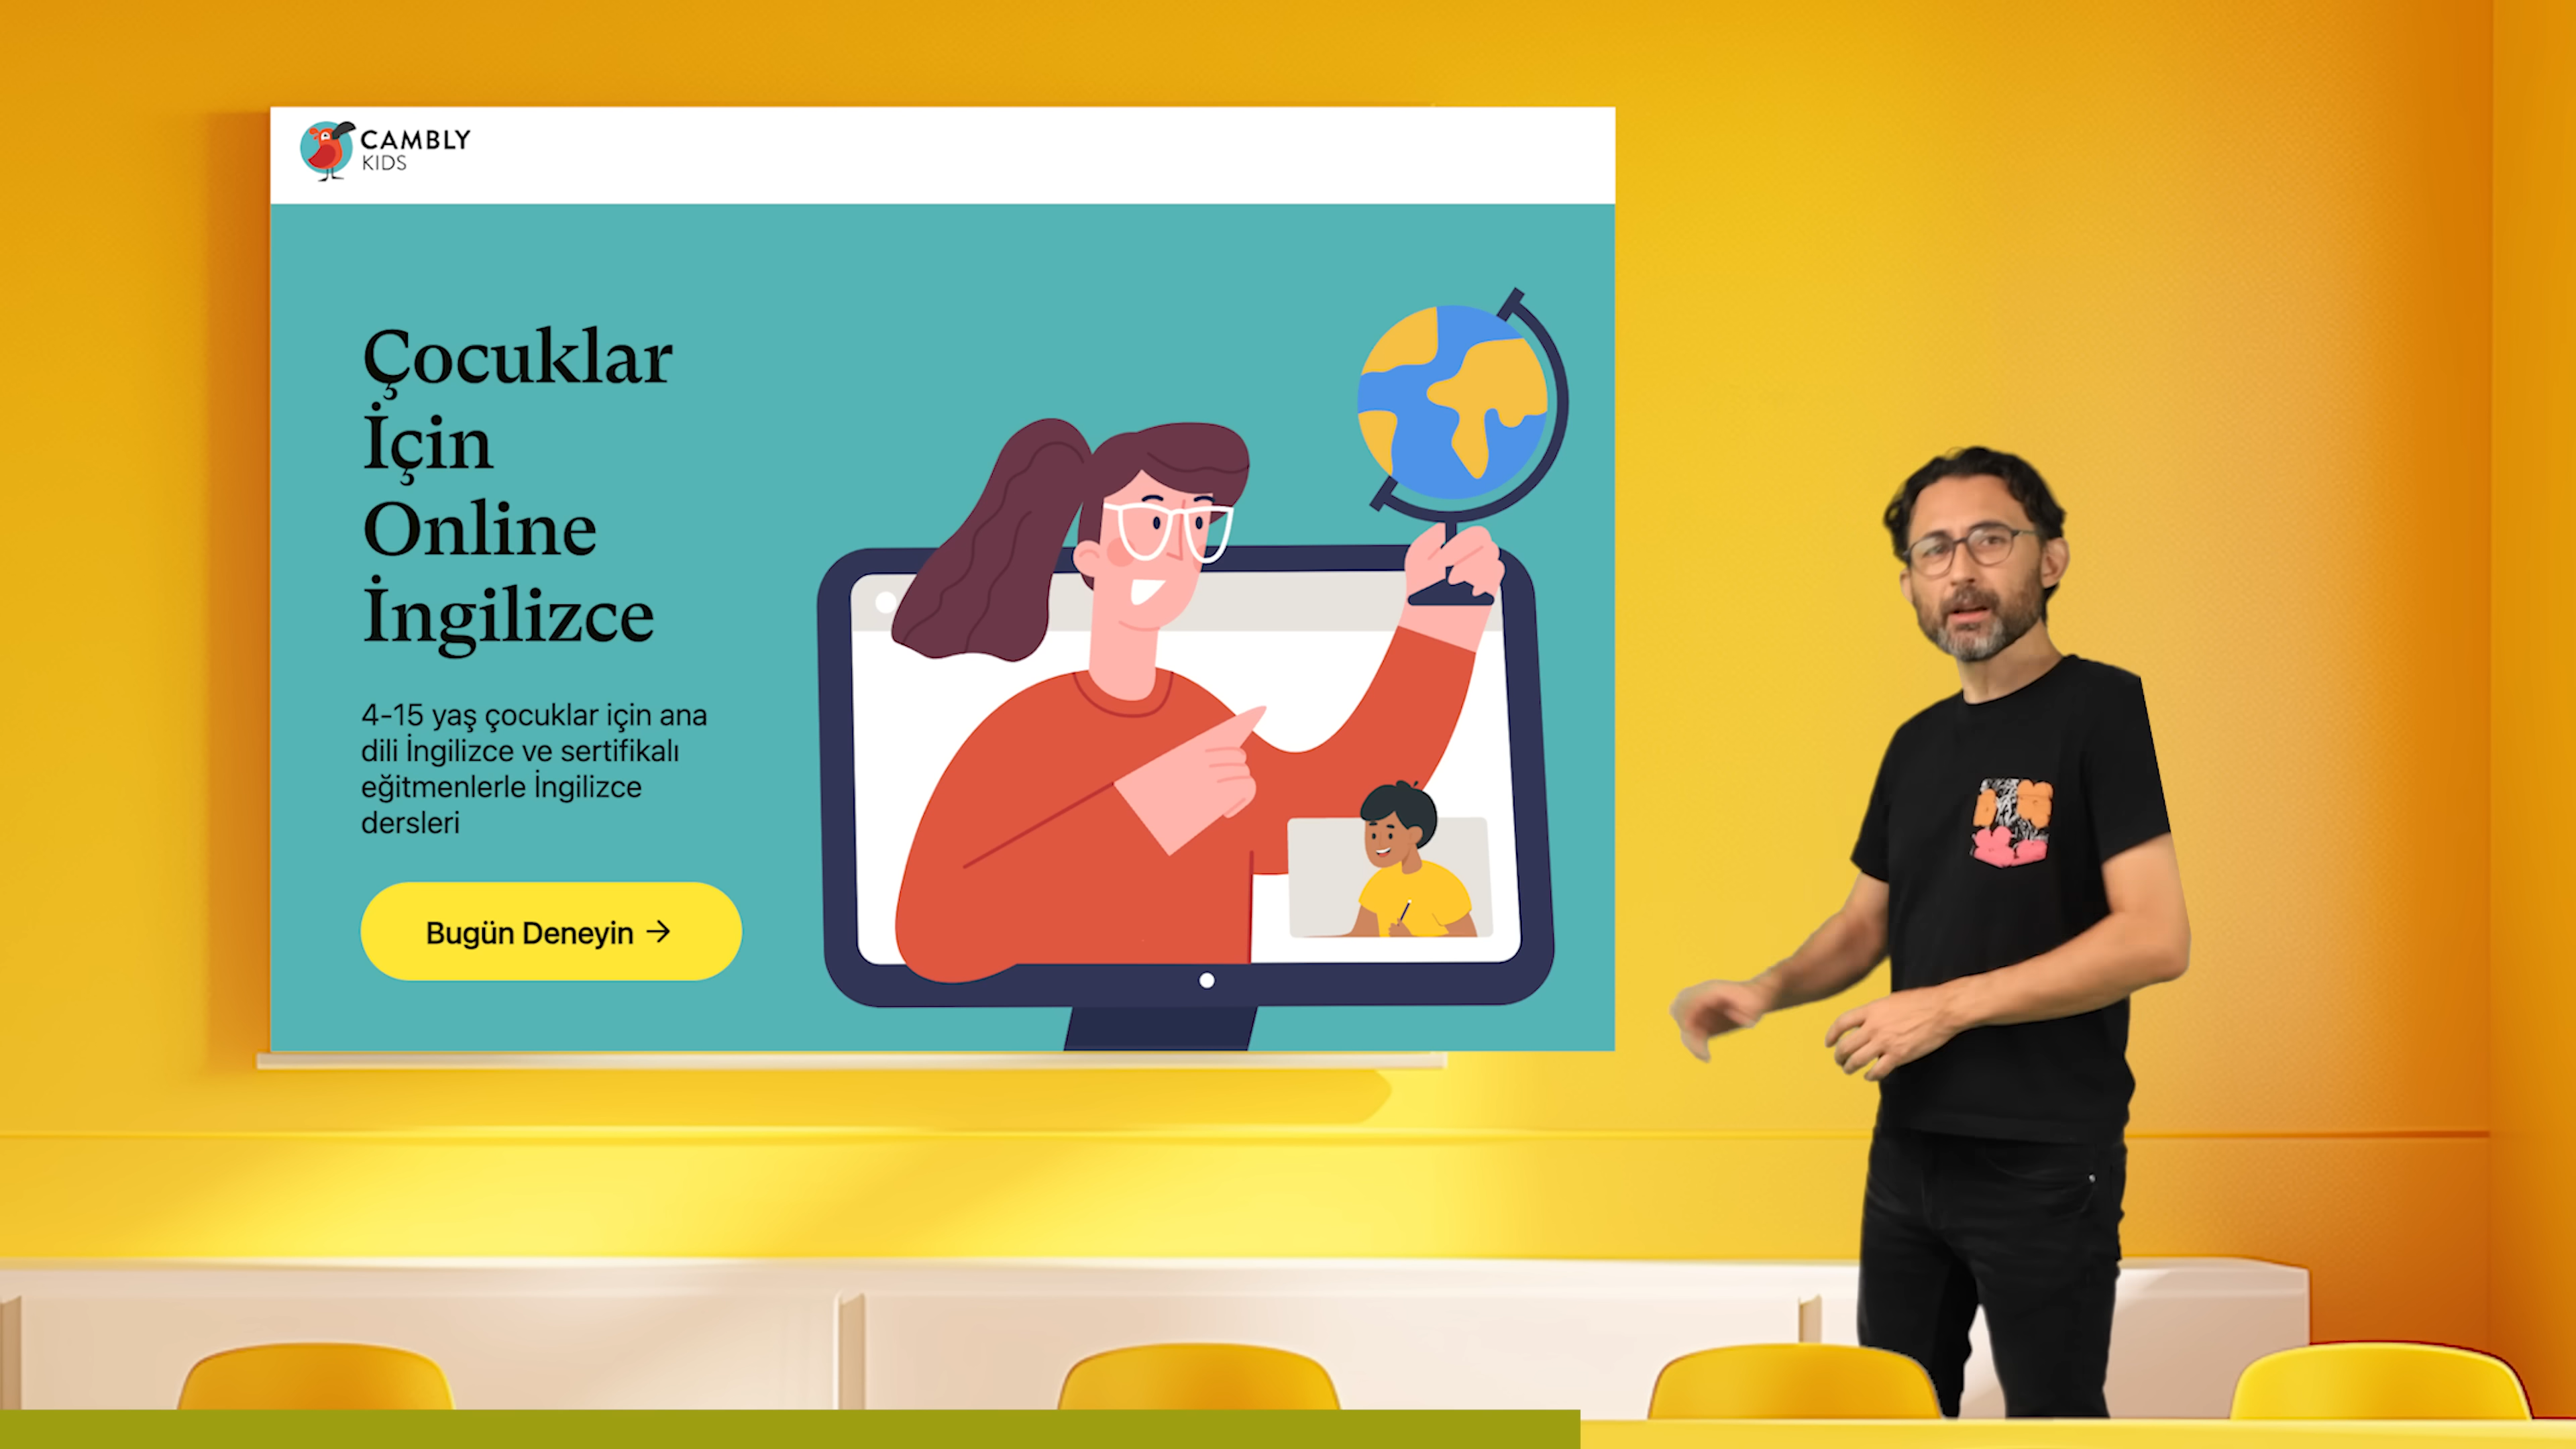 CAMBLY
KIDS
Çocuklar
İçin
Online
İngilizce
4-15 yaş çocuklar için ana
dili İngilizce ve sertifikalı
eğitmenlerle İngilizce
dersleri
Bugün Deneyin →